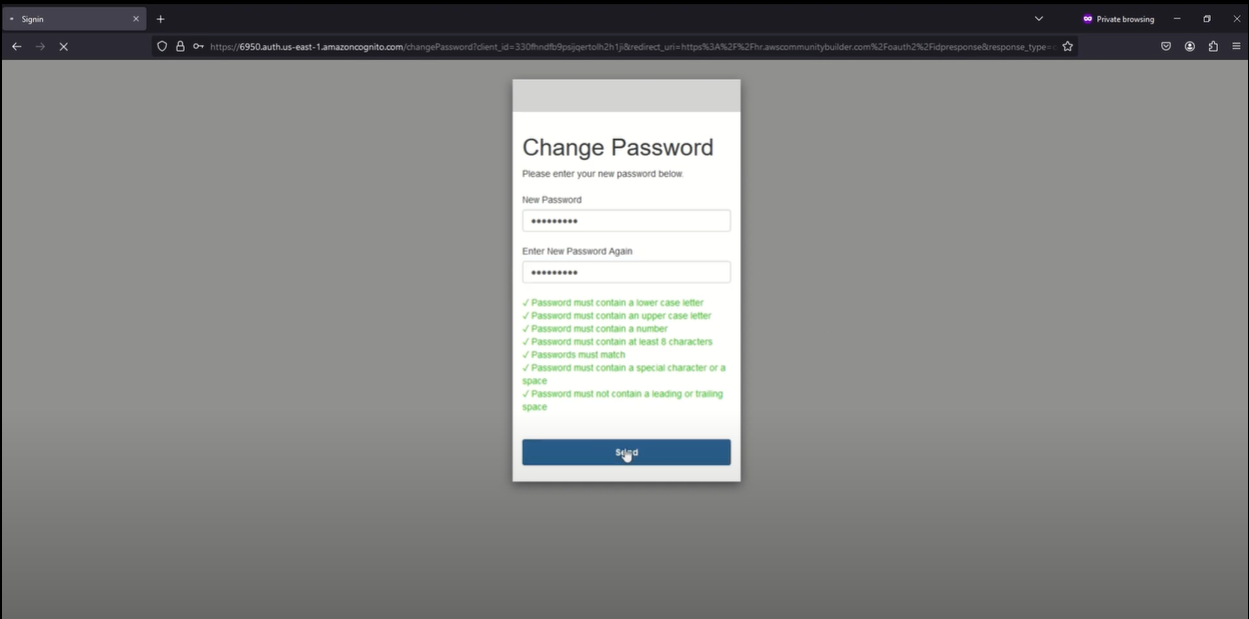 Signin
Private browsing
https://6950.auth.us-east-1.amazoncognito.com/changePassword?client_id=330fhndfb9psijqertolh2h1ji&redirect_uri=https%3A%2F%2Fhr.awscommunitybuilder.com%2Foauth2%2Fidpresponse&response_type=
Change Password
Please enter your new password below.
New Password
Enter New Password Again
✓ Password must contain a lower case letter
✓ Password must contain an upper case letter
✓ Password must contain a number
✓ Password must contain at least 8 characters
✓ Passwords must match
✓ Password must contain a special character or a
space
✓ Password must not contain a leading or trailing
space
Send